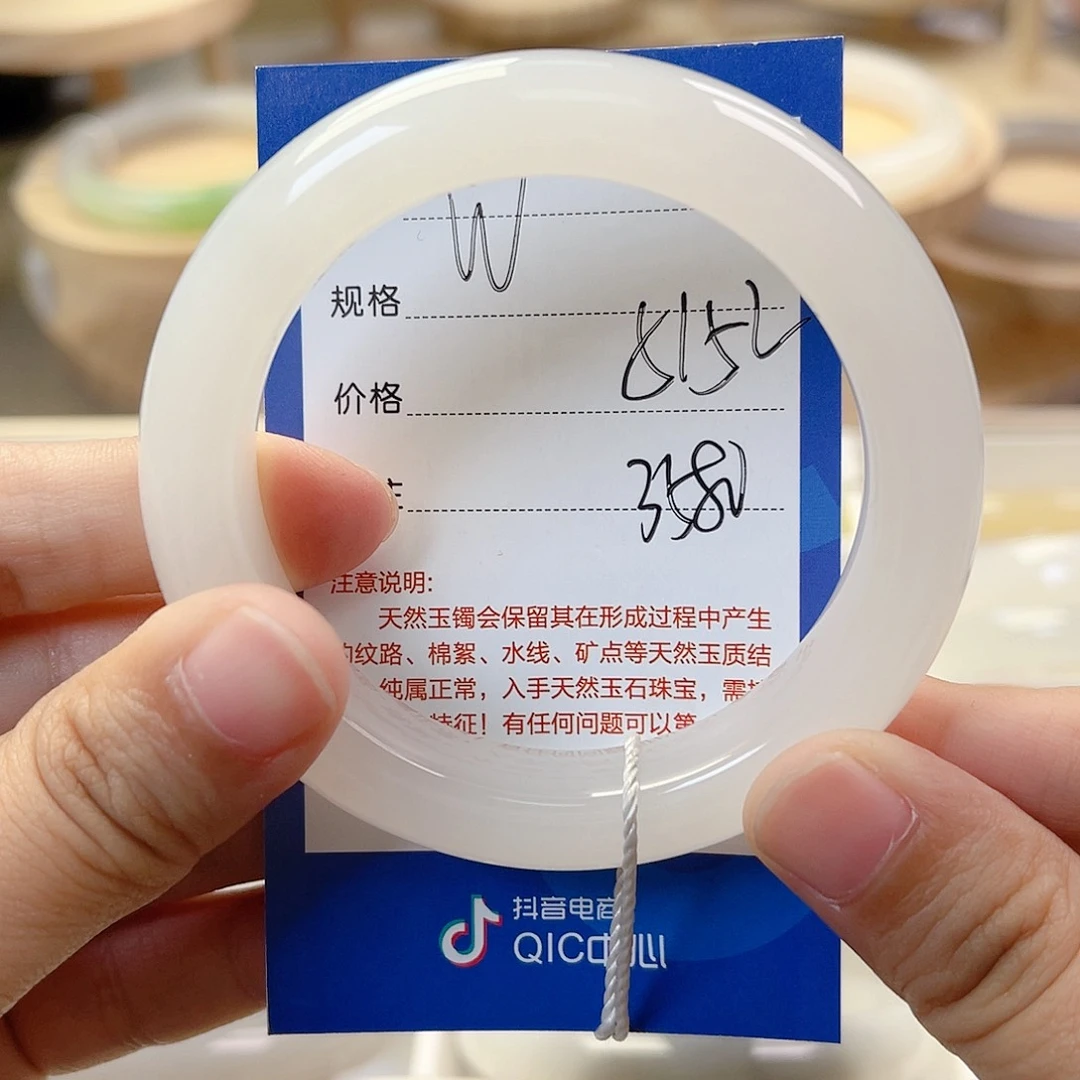 W
规格
8152
价格
3580
注意说明:
天然玉镯会保留其在形成过程中产生
纹路、棉絮、水线、矿点等天然玉质结
纯属正常，入手天然玉石珠宝，需
特征！有任何问题可以第
抖音电商
QIC中心